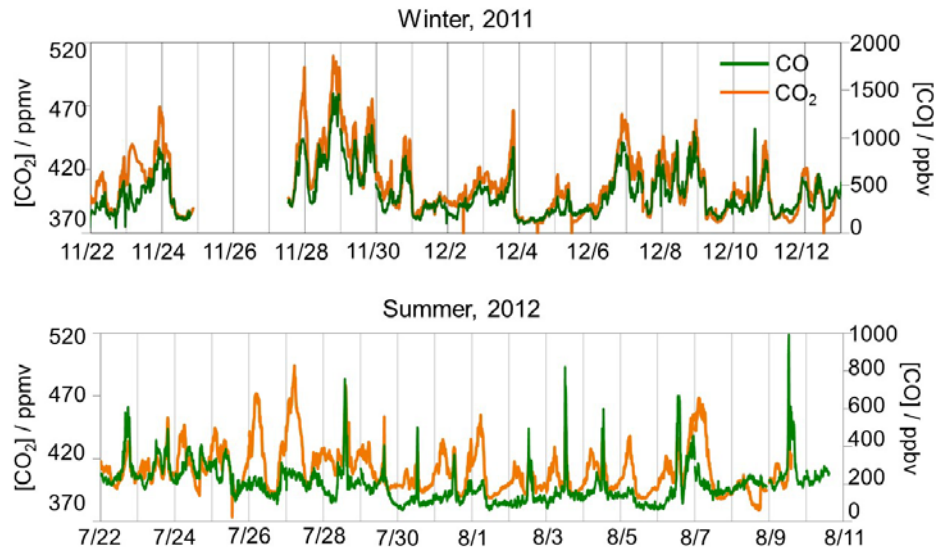 Winter, 2011
520
470
420
370
[CO₂] / ppmv
2000
1500
1000
500
0
[CO] / ppbv
CO
CO₂
11/22 11/24 11/26 11/28 11/30 12/2 12/4 12/6 12/8 12/10 12/12
Summer, 2012
520
470
420
370
[CO₂] / ppmv
1000
800
600
400
200
0
[CO] / ppbv
7/22 7/24 7/26 7/28 7/30 8/1 8/3 8/5 8/7 8/9 8/11